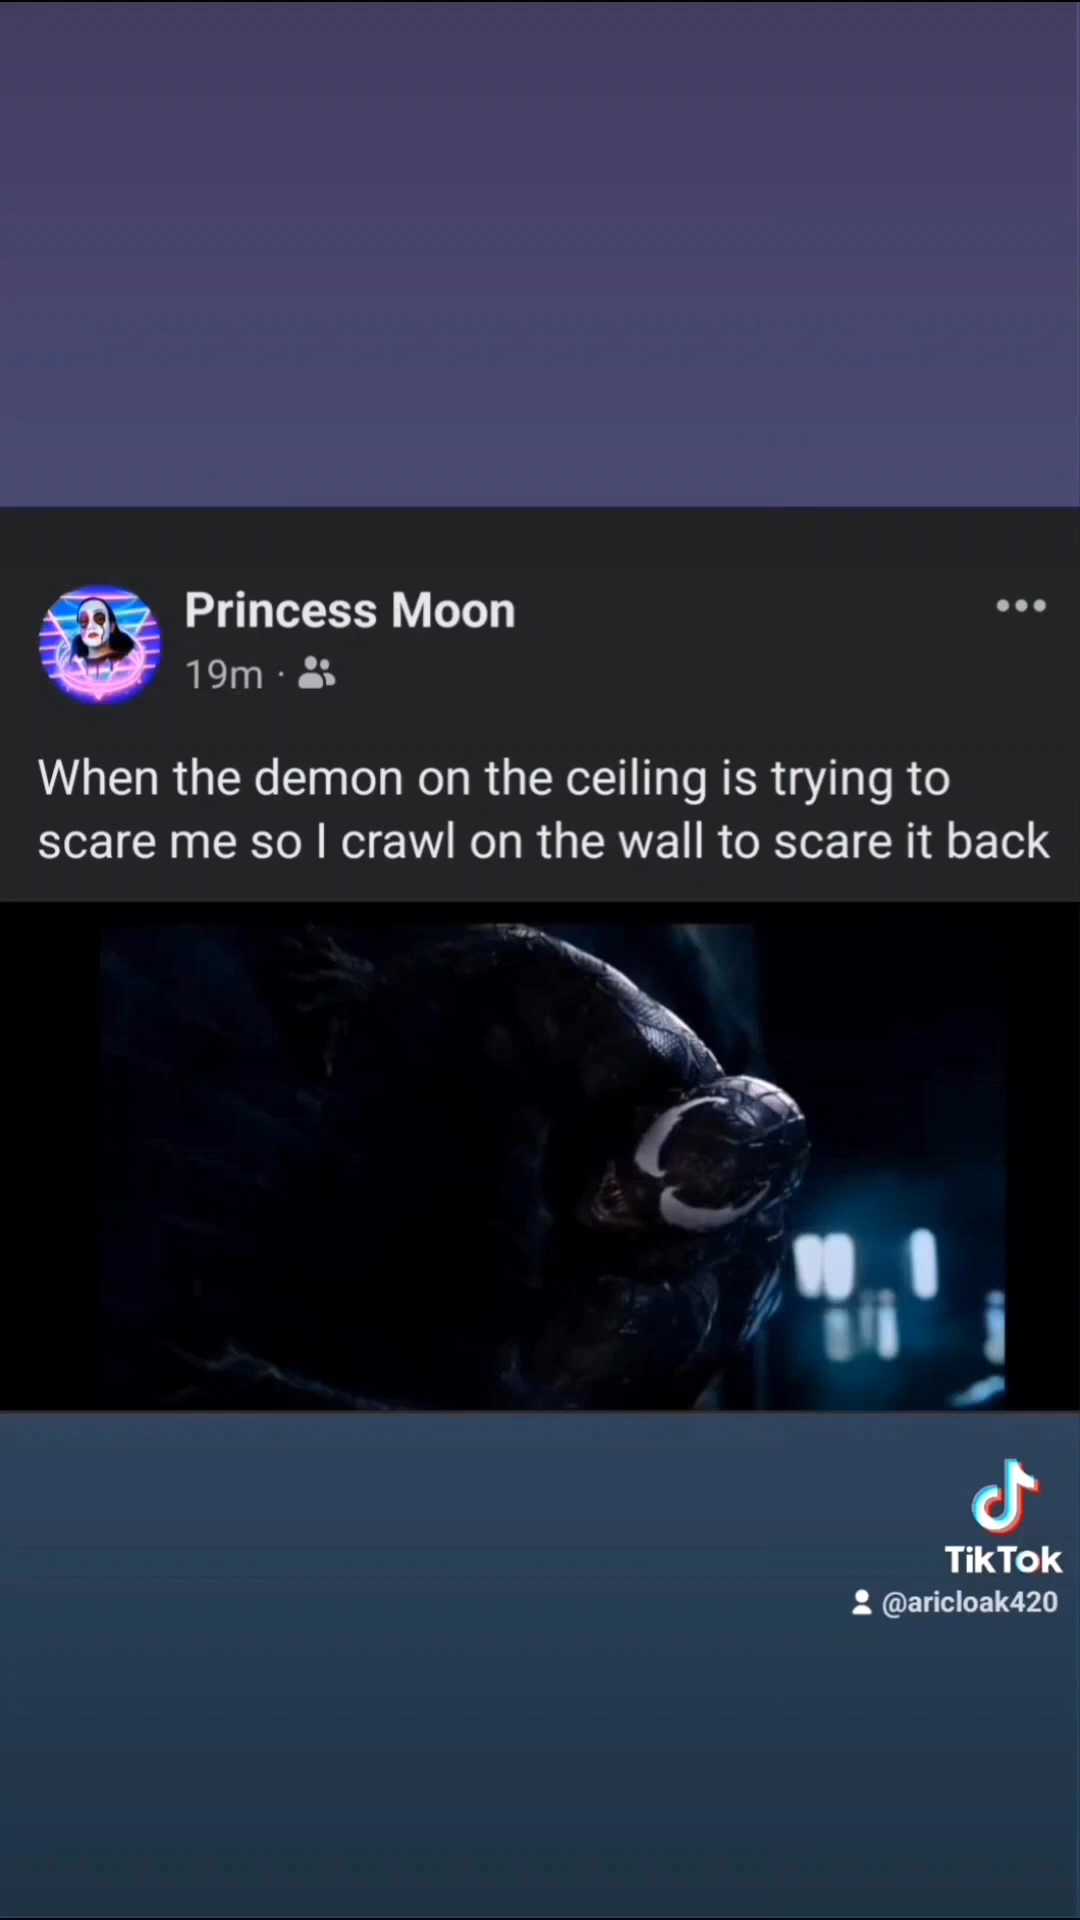 Princess Moon
19m ·
When the demon on the ceiling is trying to
scare me so I crawl on the wall to scare it back
TikTok
@aricloak420